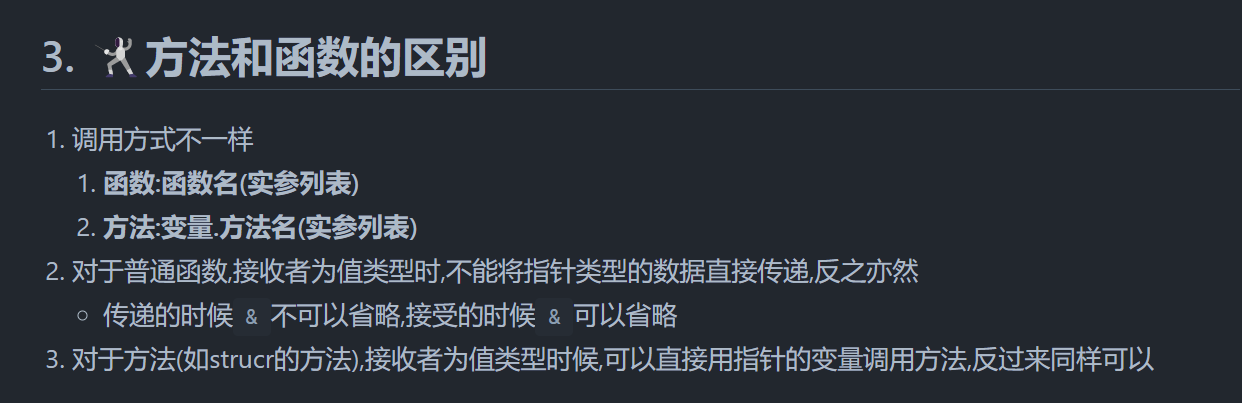 3. 🤺方法和函数的区别
1. 调用方式不一样
1. 函数:函数名(实参列表)
2. 方法:变量.方法名(实参列表)
2. 对于普通函数,接收者为值类型时,不能将指针类型的数据直接传递,反之亦然
○ 传递的时候 & 不可以省略,接受的时候 & 可以省略
3. 对于方法(如strucr的方法),接收者为值类型时候,可以直接用指针的变量调用方法,反过来同样可以